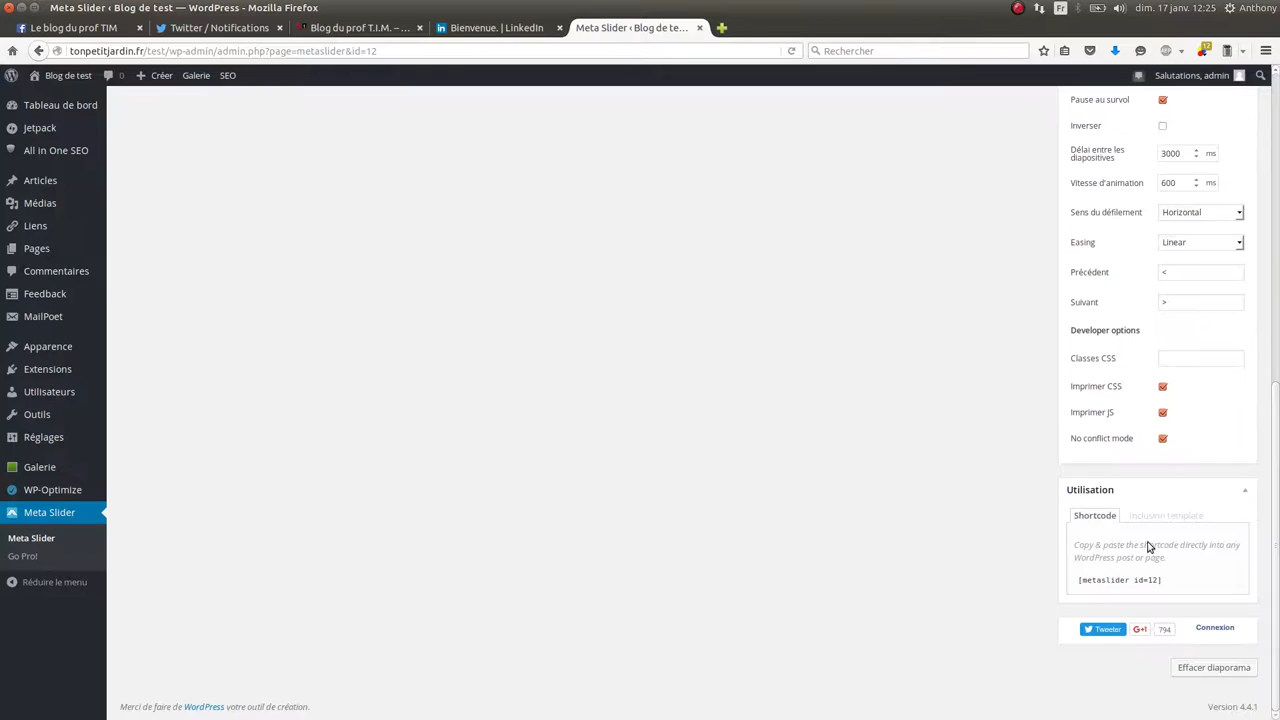 Meta Slider ‹ Blog de test — WordPress - Mozilla Firefox
Fr
dim. 17 janv. 12:25
Anthony
Le blog du prof TIM
Twitter / Notifications
Blog du prof T.I.M. – ...
Bienvenue. | LinkedIn
Meta Slider ‹ Blog de te...
tonpetitjardin.fr/test/wp-admin/admin.php?page=metaslider&id=12
Rechercher
Blog de test
0
Créer
Galerie
SEO
Salutations, admin
Tableau de bord
Jetpack
All in One SEO
Articles
Médias
Liens
Pages
Commentaires
Feedback
MailPoet
Apparence
Extensions
Utilisateurs
Outils
Réglages
Galerie
WP-Optimize
Meta Slider
Meta Slider
Go Pro!
Réduire le menu
Pause au survol
Inverser
Délai entre les
diapositives
3000
ms
Vitesse d'animation
600
ms
Sens du défilement
Horizontal
Easing
Linear
Précédent
<
Suivant
>
Developer options
Classes CSS
Imprimer CSS
Imprimer JS
No conflict mode
Utilisation
Shortcode
Inclusion template
Copy & paste the shortcode directly into any
WordPress post or page.
[metaslider id=12]
Tweeter
G+1
794
Connexion
Effacer diaporama
Merci de faire de WordPress votre outil de création.
Version 4.4.1